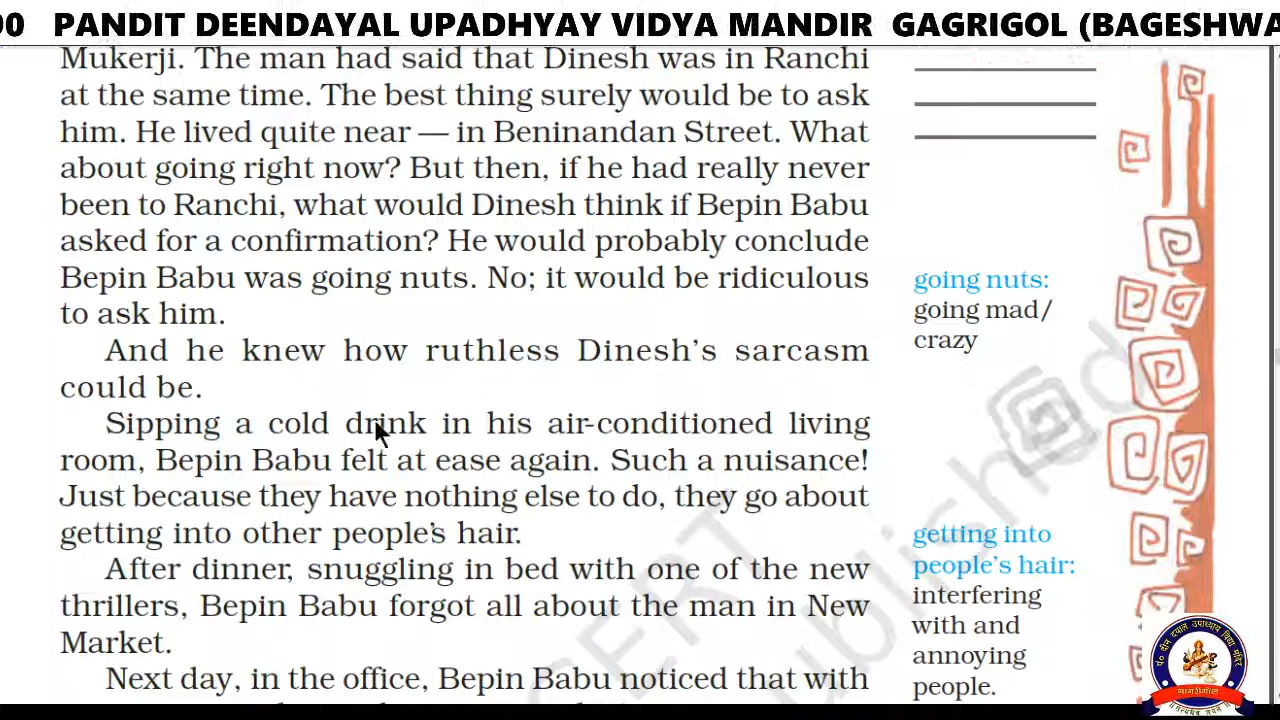 00 PANDIT DEENDAYAL UPADHYAY VIDYA MANDIR GAGRIGOL (BAGESHWA
Mukerji. The man had said that Dinesh was in Ranchi
at the same time. The best thing surely would be to ask
him. He lived quite near — in Beninandan Street. What
about going right now? But then, if he had really never
been to Ranchi, what would Dinesh think if Bepin Babu
asked for a confirmation? He would probably conclude
Bepin Babu was going nuts. No; it would be ridiculous
to ask him.
And he knew how ruthless Dinesh's sarcasm
could be.
Sipping a cold drink in his air-conditioned living
room, Bepin Babu felt at ease again. Such a nuisance!
Just because they have nothing else to do, they go about
getting into other people's hair.
After dinner, snuggling in bed with one of the new
thrillers, Bepin Babu forgot all about the man in New
Market.
Next day, in the office, Bepin Babu noticed that with
going nuts:
going mad/
crazy
getting into
people's hair:
interfering
with and
annoying
people.
पं० दीन दयाल उपाध्याय विद्या मन्दिर
गागरीगोल